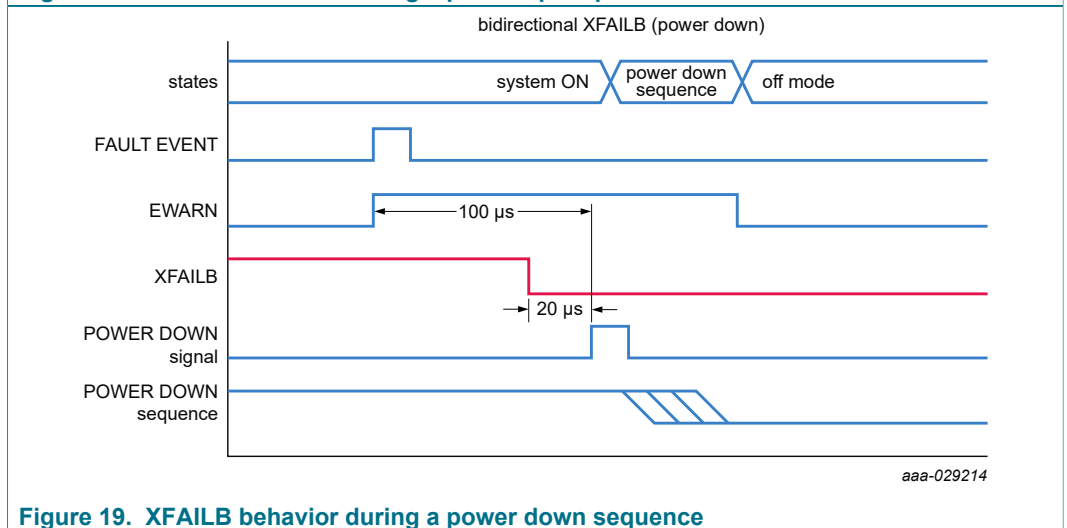 bidirectional XFAILB (power down)
states
system ON
power down
sequence
off mode
FAULT EVENT
EWARN
100 µs
XFAILB
20 µs
POWER DOWN
signal
POWER DOWN
sequence
aaa-029214
Figure 19. XFAILB behavior during a power down sequence